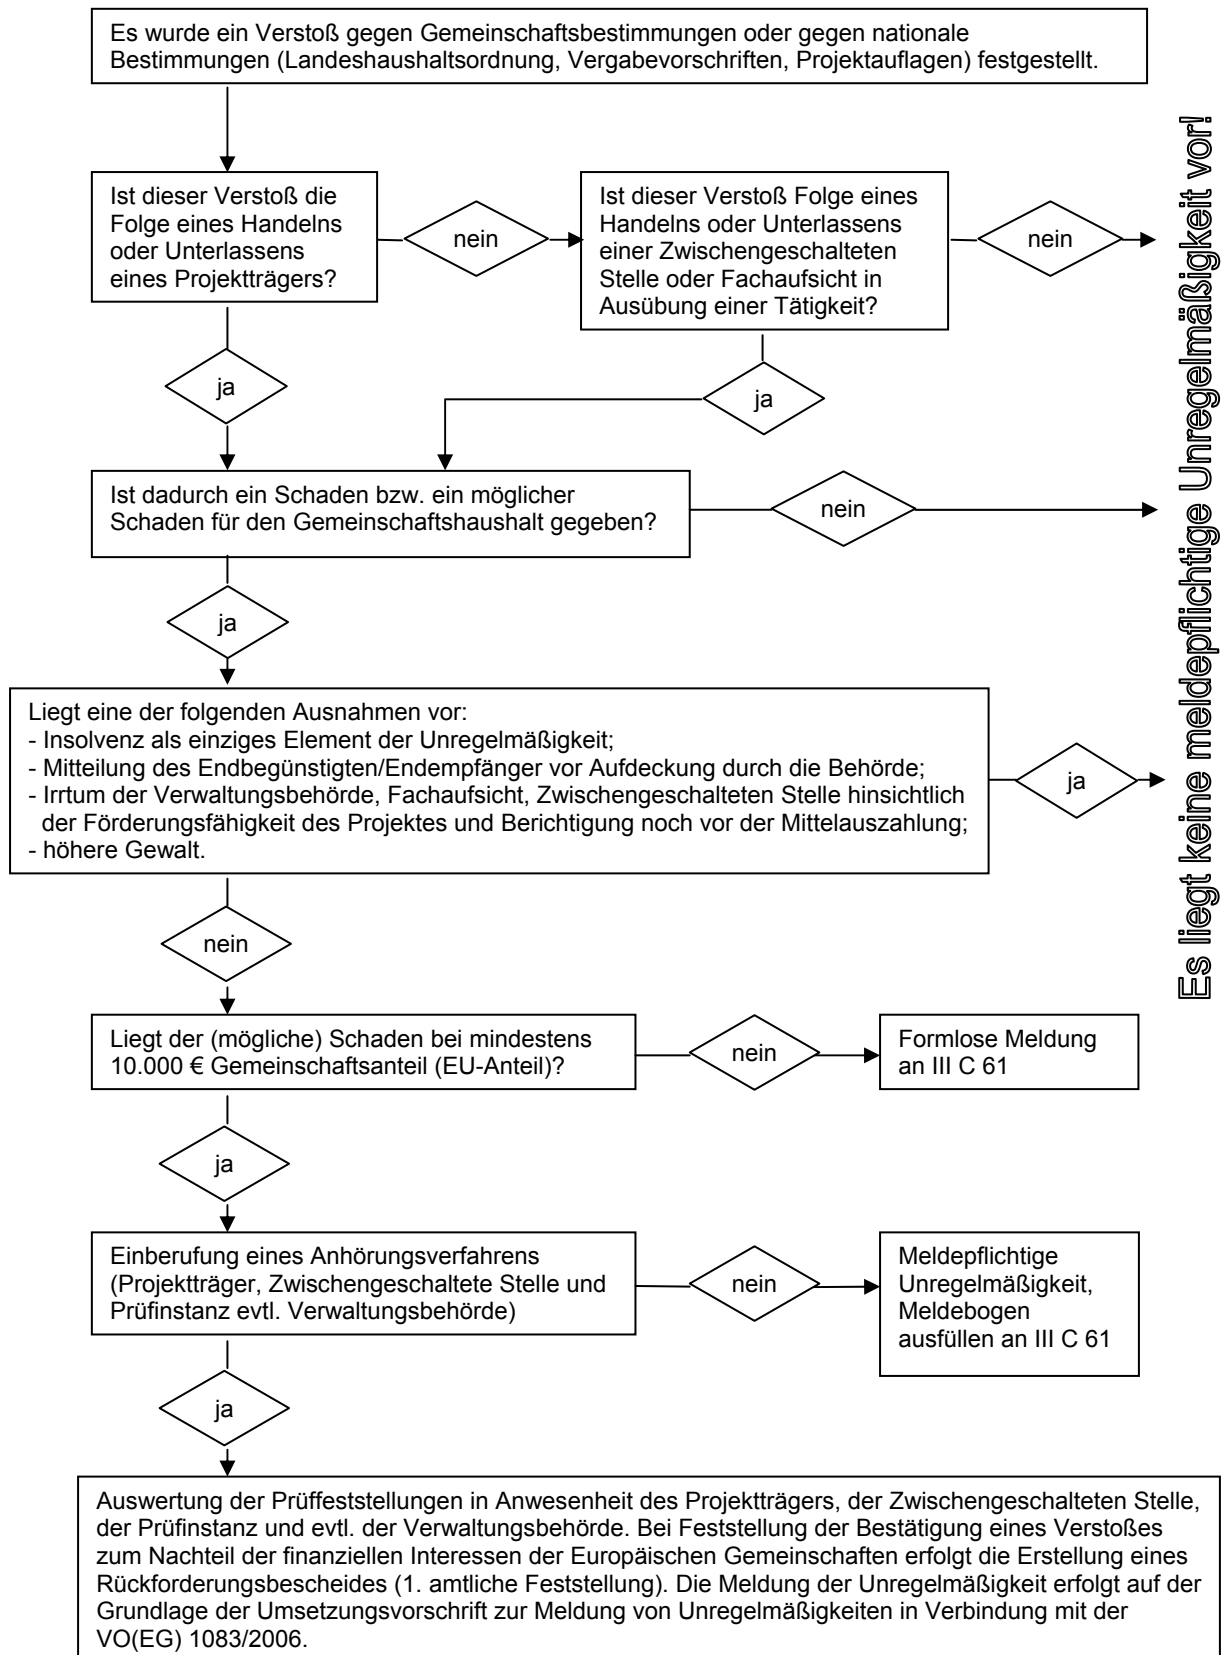 Es wurde ein Verstoß gegen Gemeinschaftsbestimmungen oder gegen nationale
Bestimmungen (Landeshaushaltsordnung, Vergabevorschriften, Projektauflagen) festgestellt.
Ist dieser Verstoß die
Folge eines Handelns
oder Unterlassens
eines Projektträgers?
nein
Ist dieser Verstoß Folge eines
Handelns oder Unterlassens
einer Zwischengeschalteten
Stelle oder Fachaufsicht in
Ausübung einer Tätigkeit?
nein
Es liegt keine meldepflichtige Unregelmäßigkeit vor!
ja
ja
Ist dadurch ein Schaden bzw. ein möglicher
Schaden für den Gemeinschaftshaushalt gegeben?
nein
ja
Liegt eine der folgenden Ausnahmen vor:
- Insolvenz als einziges Element der Unregelmäßigkeit;
- Mitteilung des Endbegünstigten/Endempfänger vor Aufdeckung durch die Behörde;
- Irrtum der Verwaltungsbehörde, Fachaufsicht, Zwischengeschalteten Stelle hinsichtlich
der Förderungsfähigkeit des Projektes und Berichtigung noch vor der Mittelauszahlung;
- höhere Gewalt.
ja
nein
Liegt der (mögliche) Schaden bei mindestens
10.000 € Gemeinschaftsanteil (EU-Anteil)?
nein
Formlose Meldung
an III C 61
ja
Einberufung eines Anhörungsverfahrens
(Projektträger, Zwischengeschaltete Stelle und
Prüfinstanz evtl. Verwaltungsbehörde)
nein
Meldepflichtige
Unregelmäßigkeit,
Meldebogen
ausfüllen an III C 61
ja
Auswertung der Prüffeststellungen in Anwesenheit des Projektträgers, der Zwischengeschalteten Stelle,
der Prüfinstanz und evtl. der Verwaltungsbehörde. Bei Feststellung der Bestätigung eines Verstoßes
zum Nachteil der finanziellen Interessen der Europäischen Gemeinschaften erfolgt die Erstellung eines
Rückforderungsbescheides (1. amtliche Feststellung). Die Meldung der Unregelmäßigkeit erfolgt auf der
Grundlage der Umsetzungsvorschrift zur Meldung von Unregelmäßigkeiten in Verbindung mit der
VO(EG) 1083/2006.